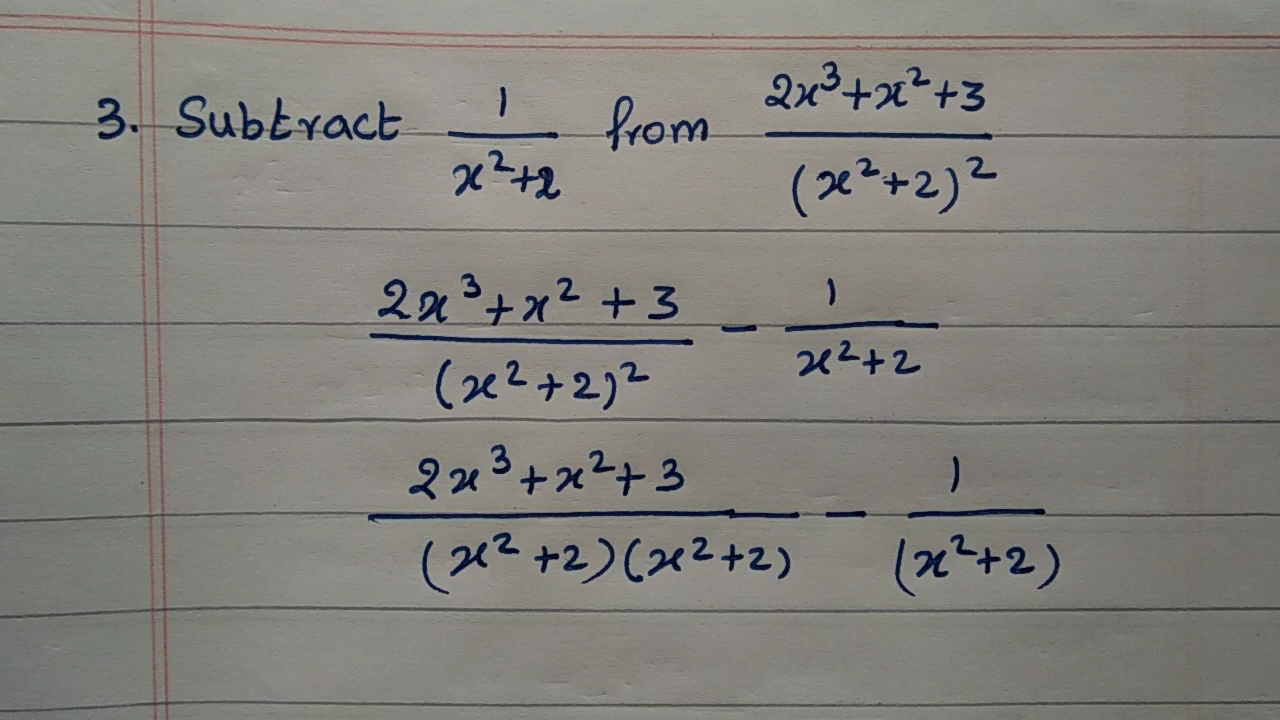 3. Subtract 1/(x²+2) from (2x³+x²+3)/(x²+2)²
(2x³+x²+3)/(x²+2)² - 1/(x²+2)
(2x³+x²+3)/((x²+2)(x²+2)) - 1/(x²+2)